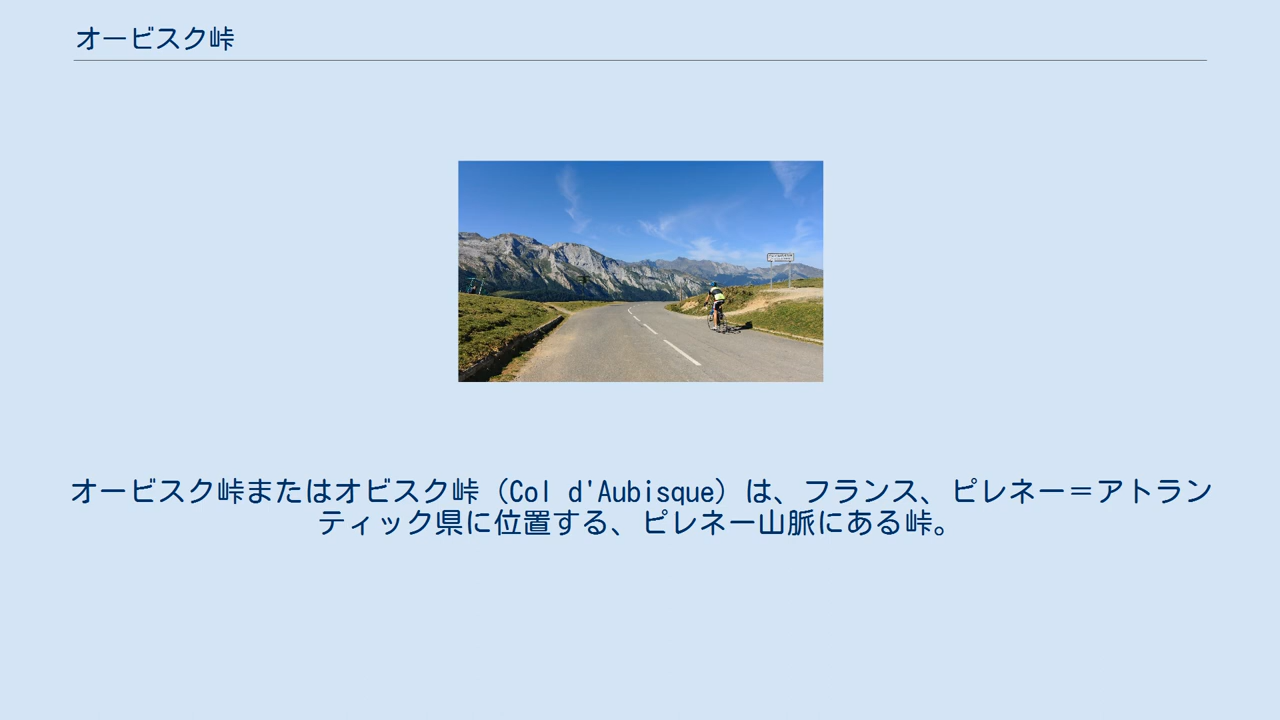 オービスク峠
オービスク峠またはオビスク峠（Col d'Aubisque）は、フランス、ピレネー＝アトラン
ティック県に位置する、ピレネー山脈にある峠。